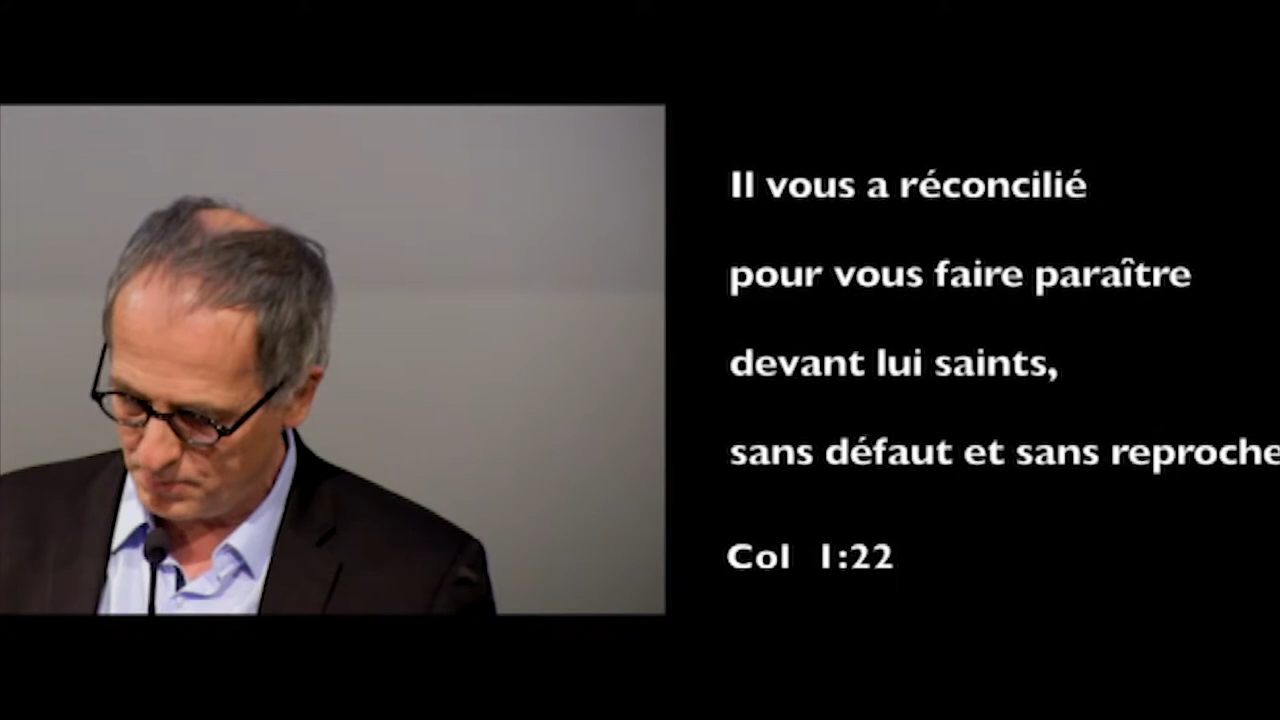 Il vous a réconcilié
pour vous faire paraître
devant lui saints,
sans défaut et sans reproche
Col 1:22